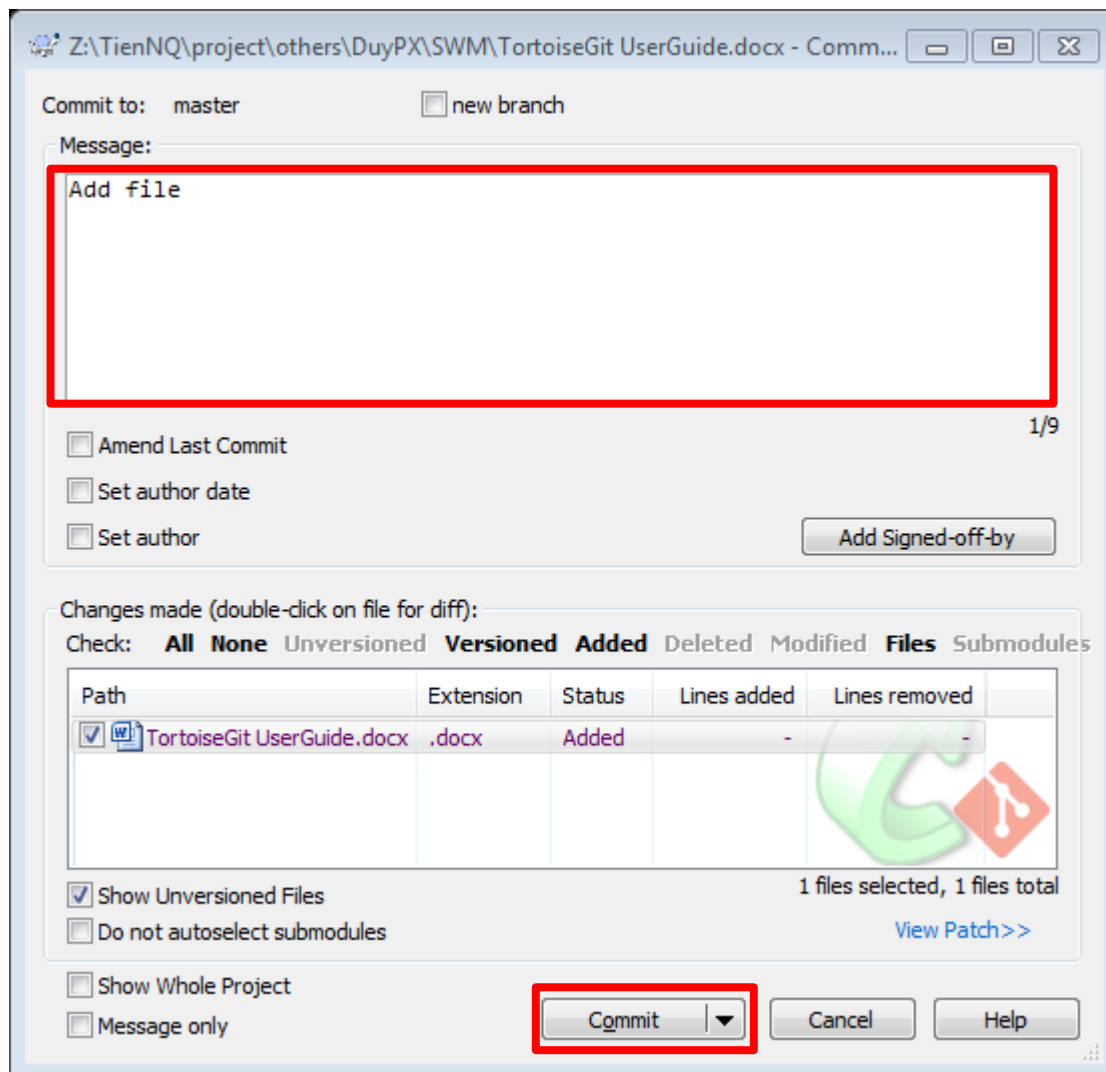 Z:\TienNQ\project\others\DuyPX\SWM\TortoiseGit UserGuide.docx - Comm...
Commit to: master new branch
Message:
Add file
1/9
Amend Last Commit
Set author date
Set author Add Signed-off-by
Changes made (double-click on file for diff):
Check: All None Unversioned Versioned Added Deleted Modified Files Submodules
Path Extension Status Lines added Lines removed
TortoiseGit UserGuide.docx .docx Added - -
Show Unversioned Files 1 files selected, 1 files total
Do not autoselect submodules View Patch>>
Show Whole Project
Message only Commit Cancel Help